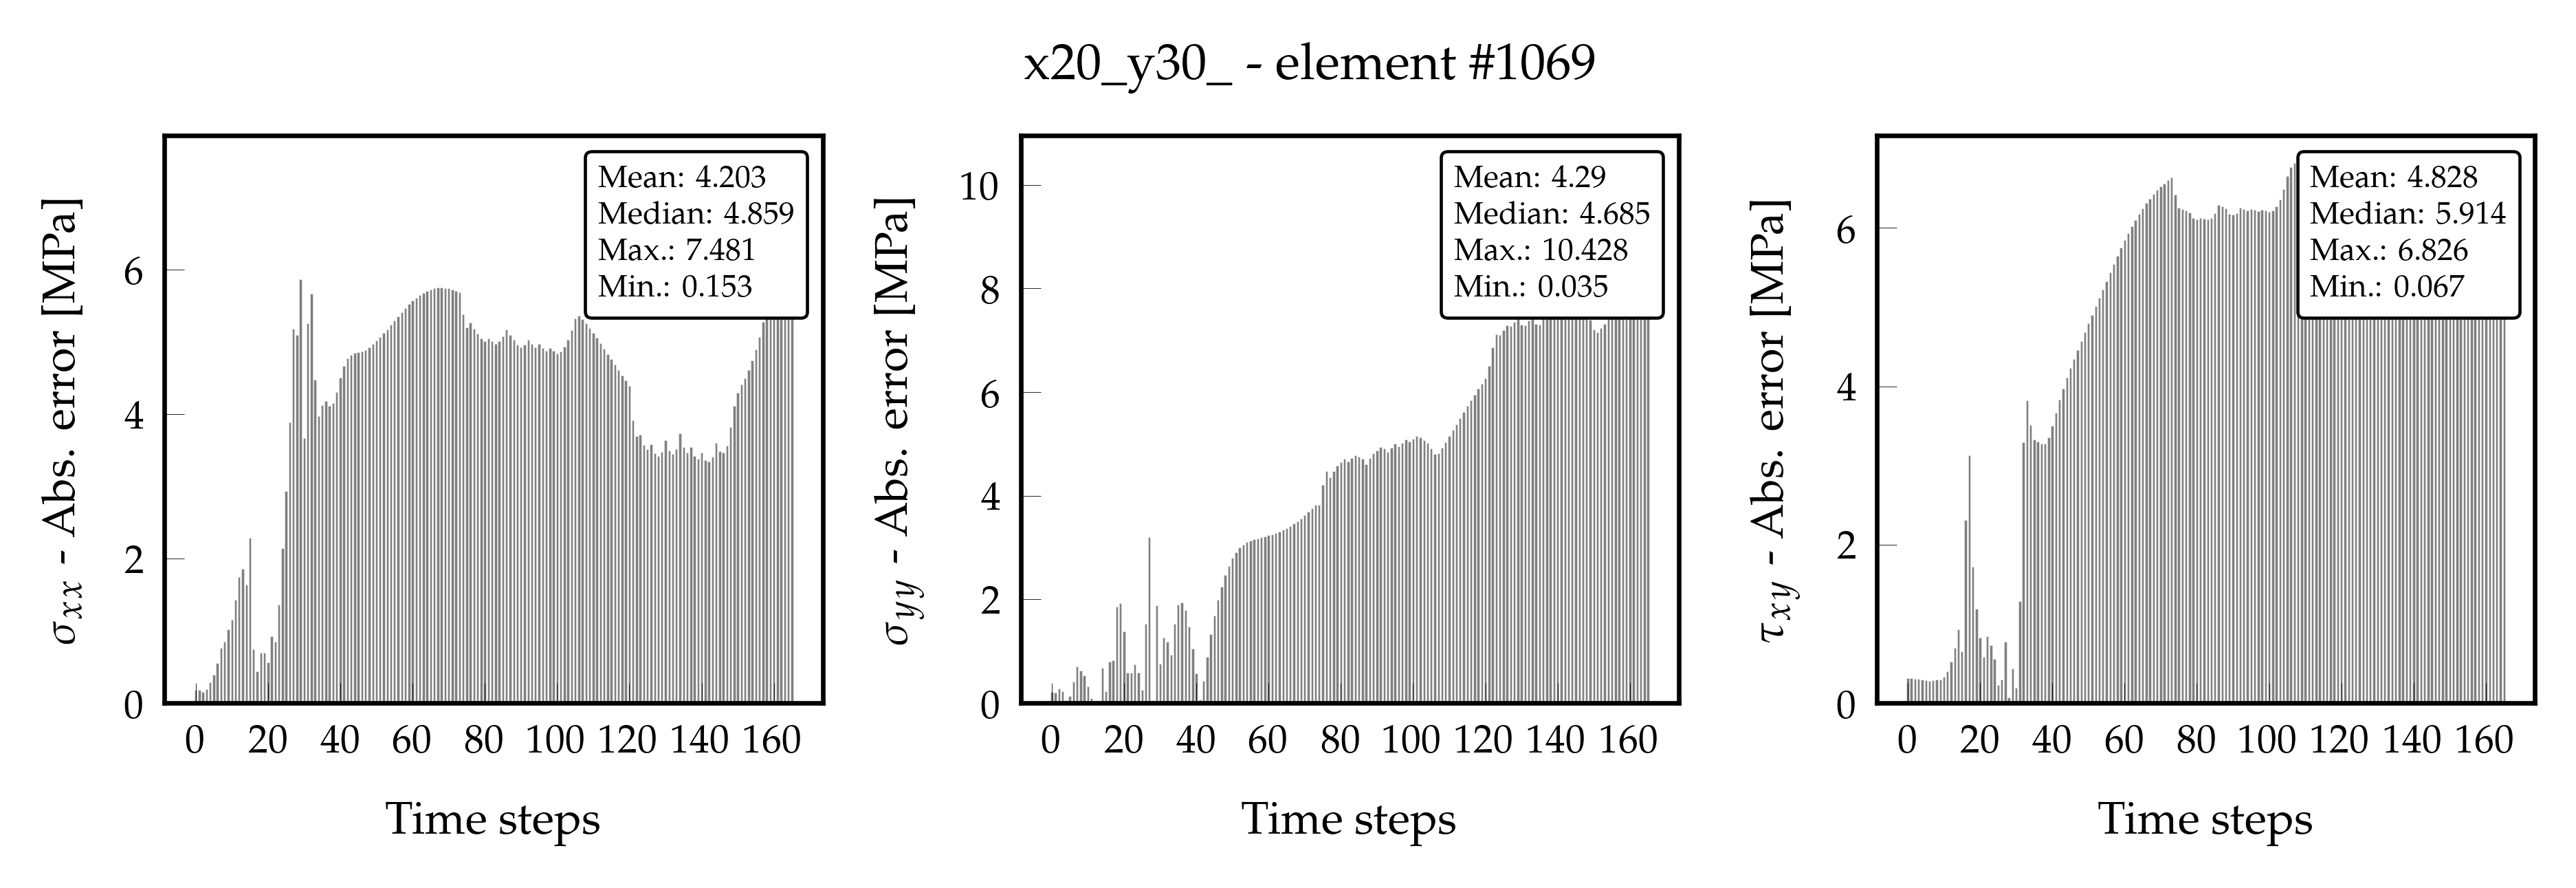 x20_y30_ - element #1069
σxx - Abs. error [MPa]
6
4
2
0
Mean: 4.203
Median: 4.859
Max.: 7.481
Min.: 0.153
0 20 40 60 80 100 120 140 160
Time steps
σyy - Abs. error [MPa]
10
8
6
4
2
0
Mean: 4.29
Median: 4.685
Max.: 10.428
Min.: 0.035
0 20 40 60 80 100 120 140 160
Time steps
τxy - Abs. error [MPa]
6
4
2
0
Mean: 4.828
Median: 5.914
Max.: 6.826
Min.: 0.067
0 20 40 60 80 100 120 140 160
Time steps